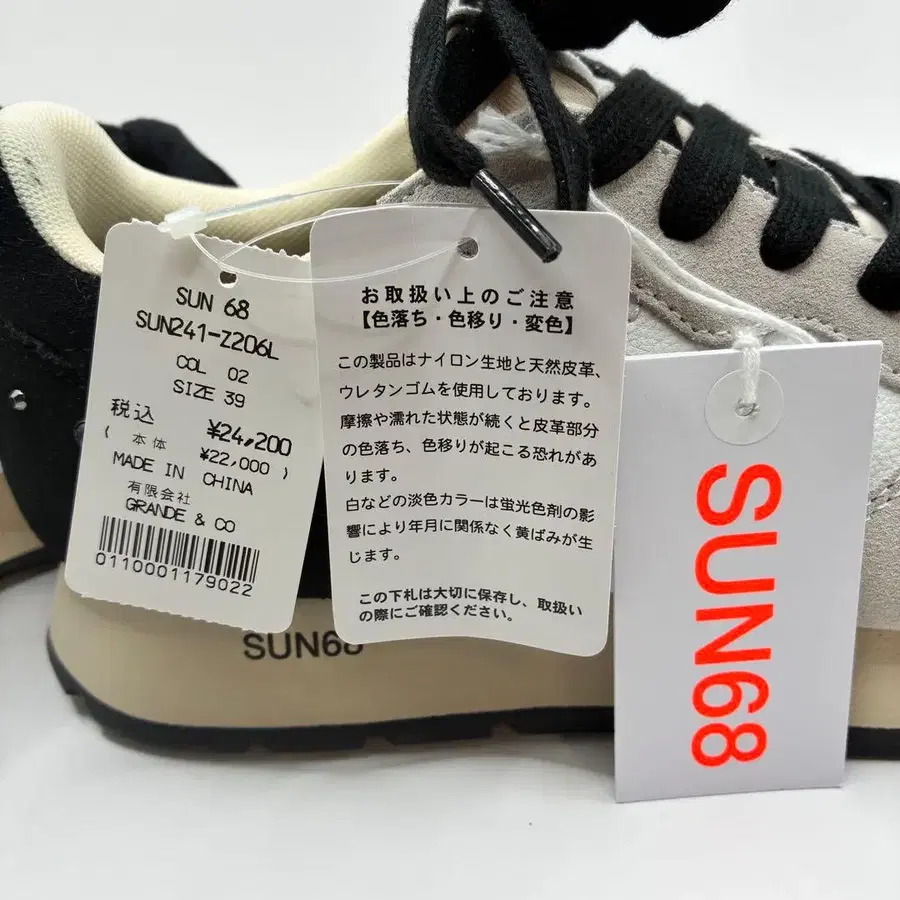 SUN 68
SUN241-Z206L
COL 02
SIZE 39
税込 ¥24,200
( 本体 ¥22,000 )
MADE IN CHINA
有限会社
GRANDE & CO
0110001179022
お取扱い上のご注意
【色落ち・色移り・変色】
この製品はナイロン生地と天然皮革、
ウレタンゴムを使用しております。
摩擦や濡れた状態が続くと皮革部分
の色落ち、色移りが起こる恐れがあ
ります。
白などの淡色カラーは蛍光色剤の影
響により年月に関係なく黄ばみが生
じます。
この下札は大切に保存し、取扱い
の際にご確認ください。
SUN68
SUN68